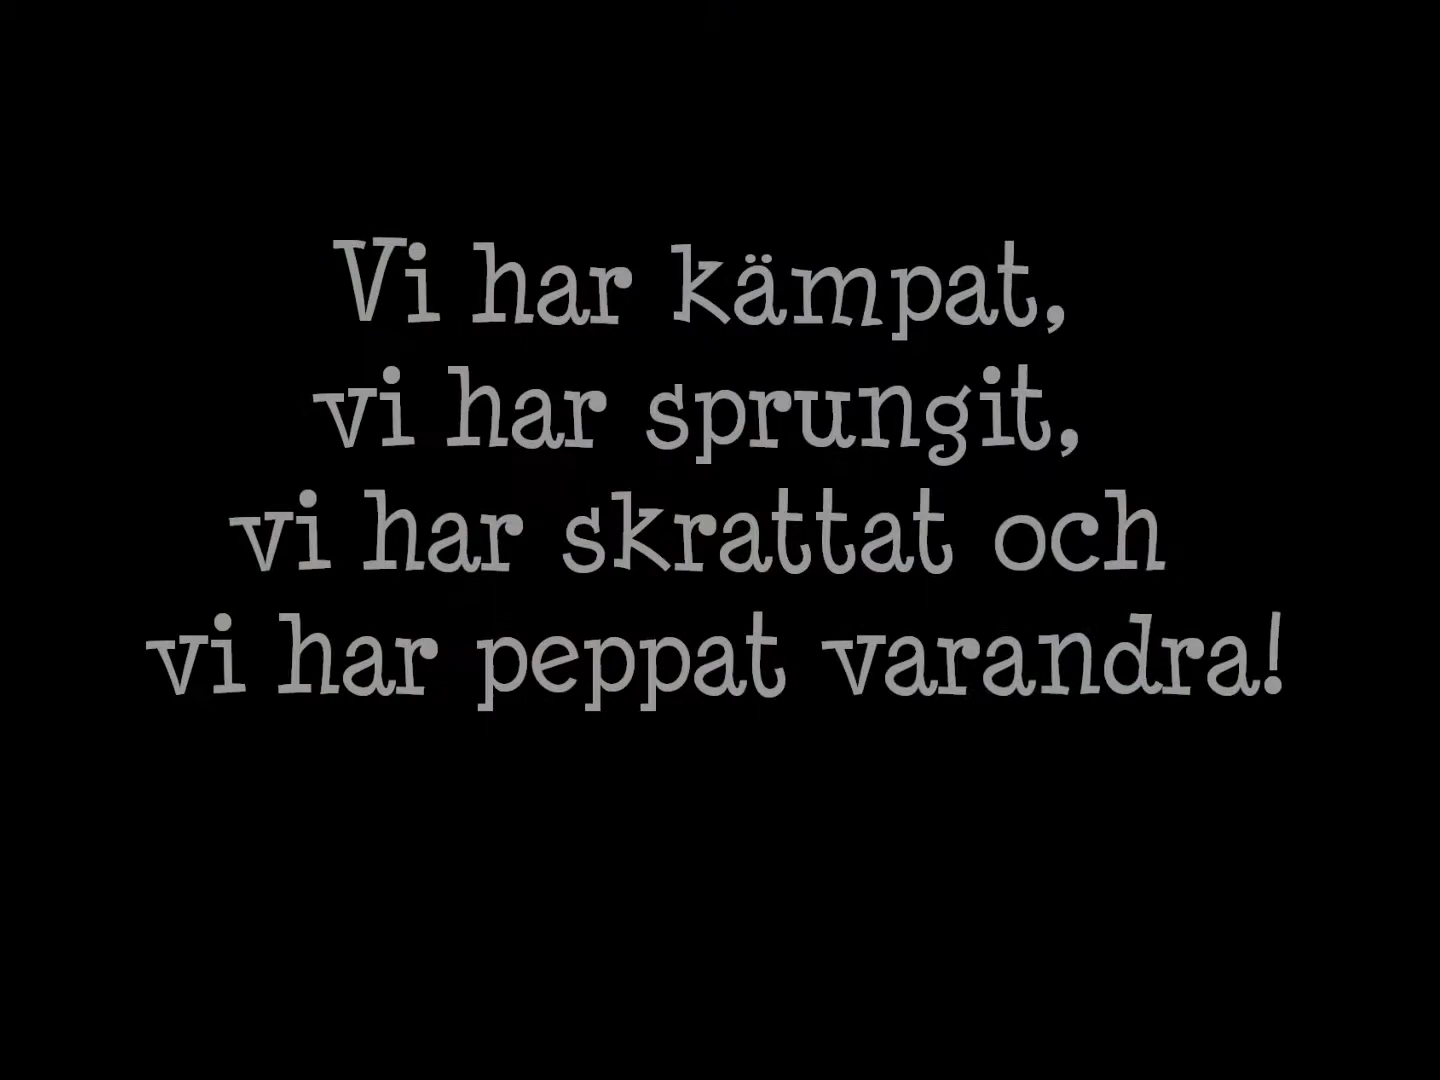 Vi har kämpat,
vi har sprungit,
vi har skrattat och
vi har peppat varandra!